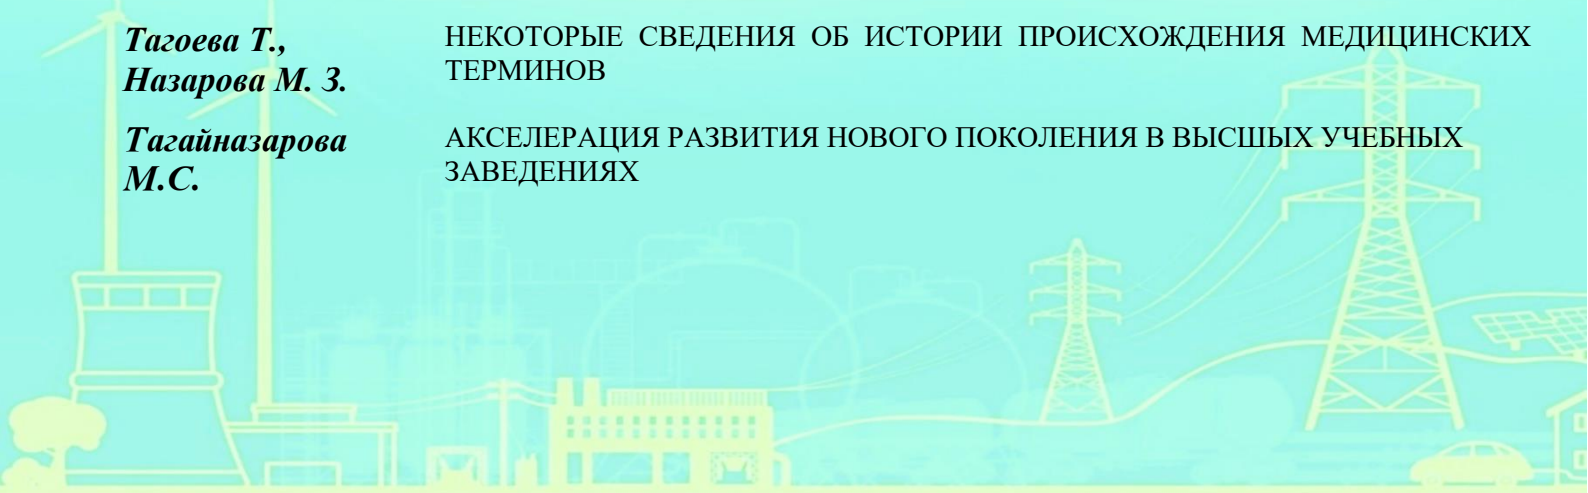 Тагоева Т., НЕКОТОРЫЕ СВЕДЕНИЯ ОБ ИСТОРИИ ПРОИСХОЖДЕНИЯ МЕДИЦИНСКИХ
Назарова М. З. ТЕРМИНОВ
Тагайназарова АКСЕЛЕРАЦИЯ РАЗВИТИЯ НОВОГО ПОКОЛЕНИЯ В ВЫСШЫХ УЧЕБНЫХ
М.С. ЗАВЕДЕНИЯХ